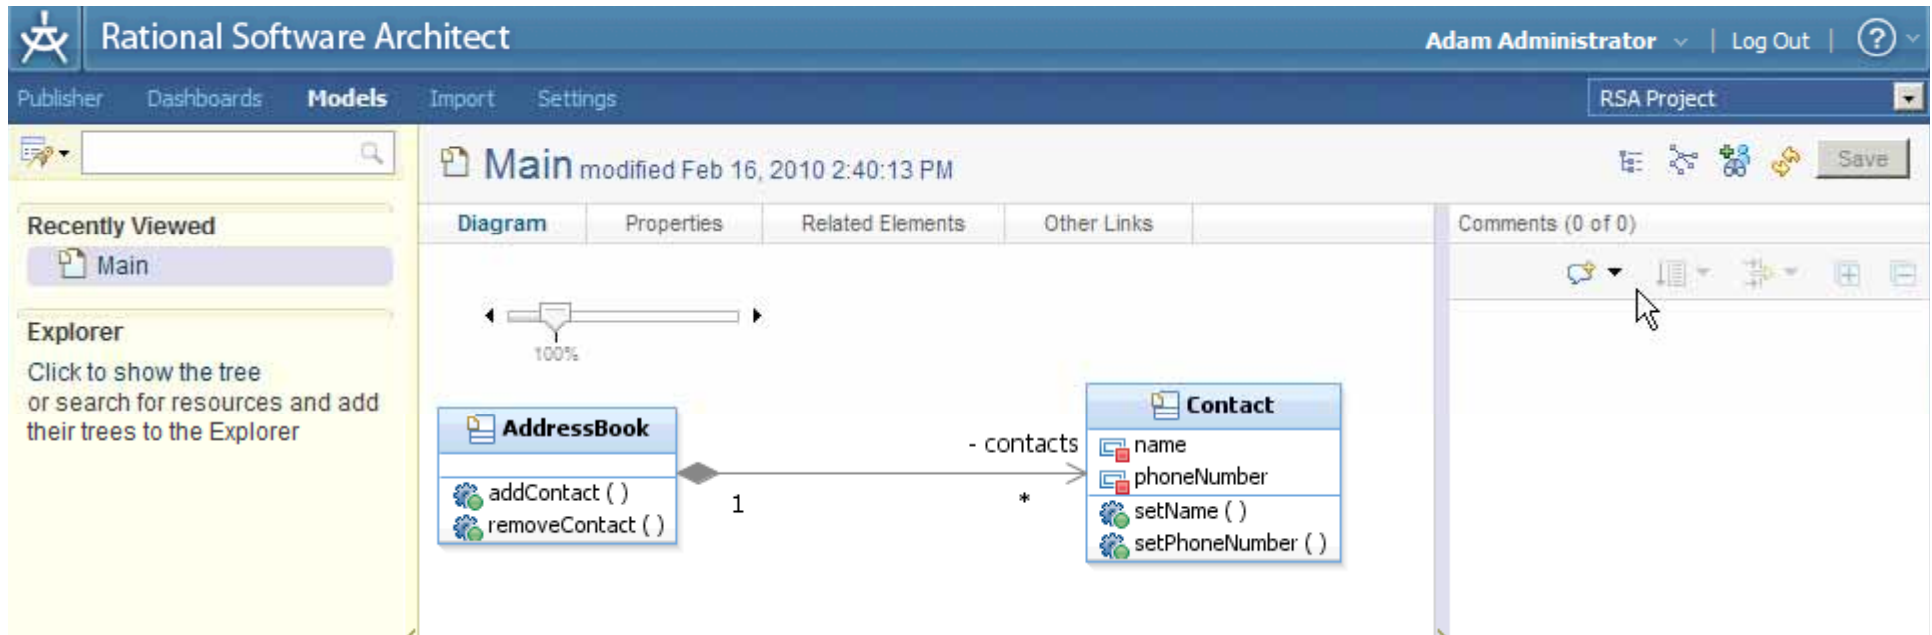 Rational Software Architect
Adam Administrator | Log Out | ?
Publisher Dashboards Models Import Settings
RSA Project
Main modified Feb 16, 2010 2:40:13 PM
Save
Recently Viewed
Main
Explorer
Click to show the tree
or search for resources and add
their trees to the Explorer
Diagram Properties Related Elements Other Links
Comments (0 of 0)
100%
AddressBook
addContact ( )
removeContact ( )
1
- contacts
*
Contact
name
phoneNumber
setName ( )
setPhoneNumber ( )